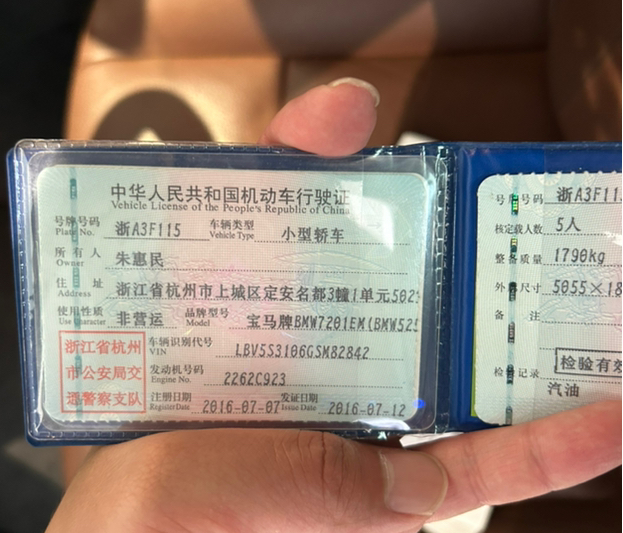 中华人民共和国机动车行驶证
Vehicle License of the People's Republic of China
号牌号码 浙A3F115 车辆类型 小型轿车
Plate No. Vehicle Type
所有人 朱惠民
Owner
住址 浙江省杭州市上城区定安名都3幢1单元502
Address
使用性质 非营运 品牌型号 宝马牌BMW7201EM(BMW52
Use Character Model
浙江省杭州
市公安局交
通警察支队
车辆识别代号 LBV5S3106GSM82842
VIN
发动机号码 2262C923
Engine No.
注册日期 2016-07-07 发证日期 2016-07-12
Register Date Issue Date
号牌号码 浙A3F11
核定载人数 5人
整备质量 1790kg
外廓尺寸 5055×18
备注
检验有效
检验记录
汽油